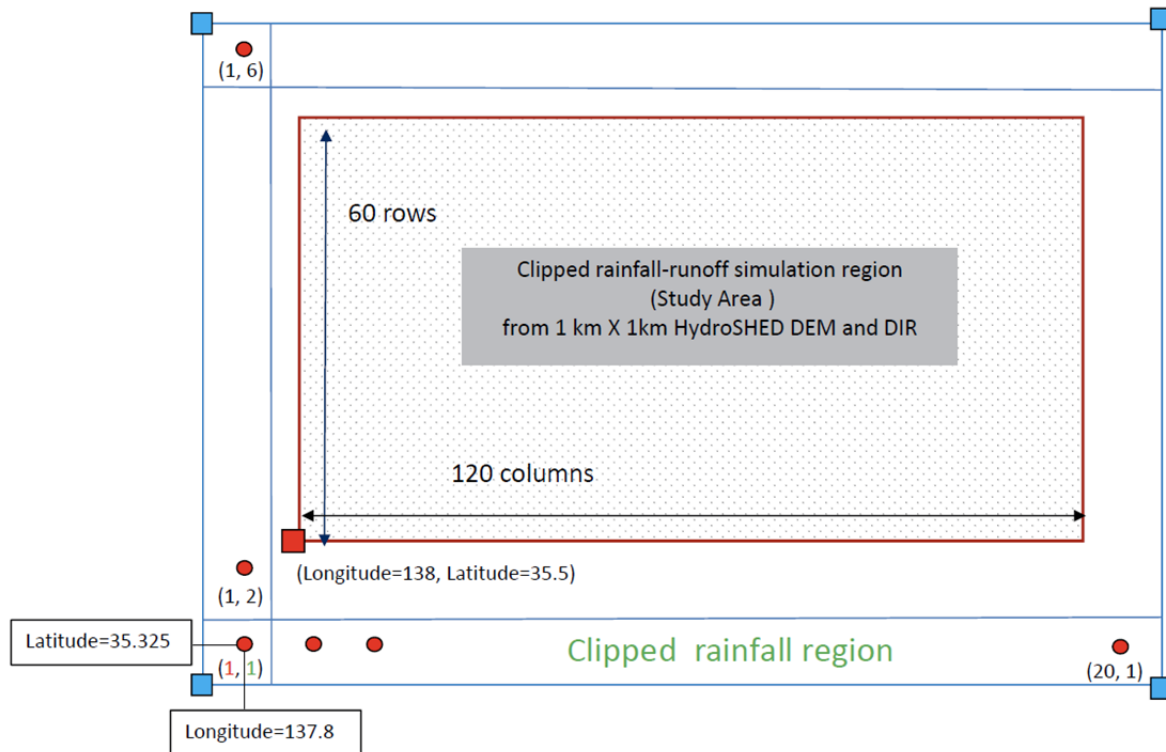 (1, 6)
60 rows
Clipped rainfall-runoff simulation region
(Study Area )
from 1 km X 1km HydroSHED DEM and DIR
120 columns
(Longitude=138, Latitude=35.5)
(1, 2)
Latitude=35.325
Clipped rainfall region
(1, 1)
(20, 1)
Longitude=137.8